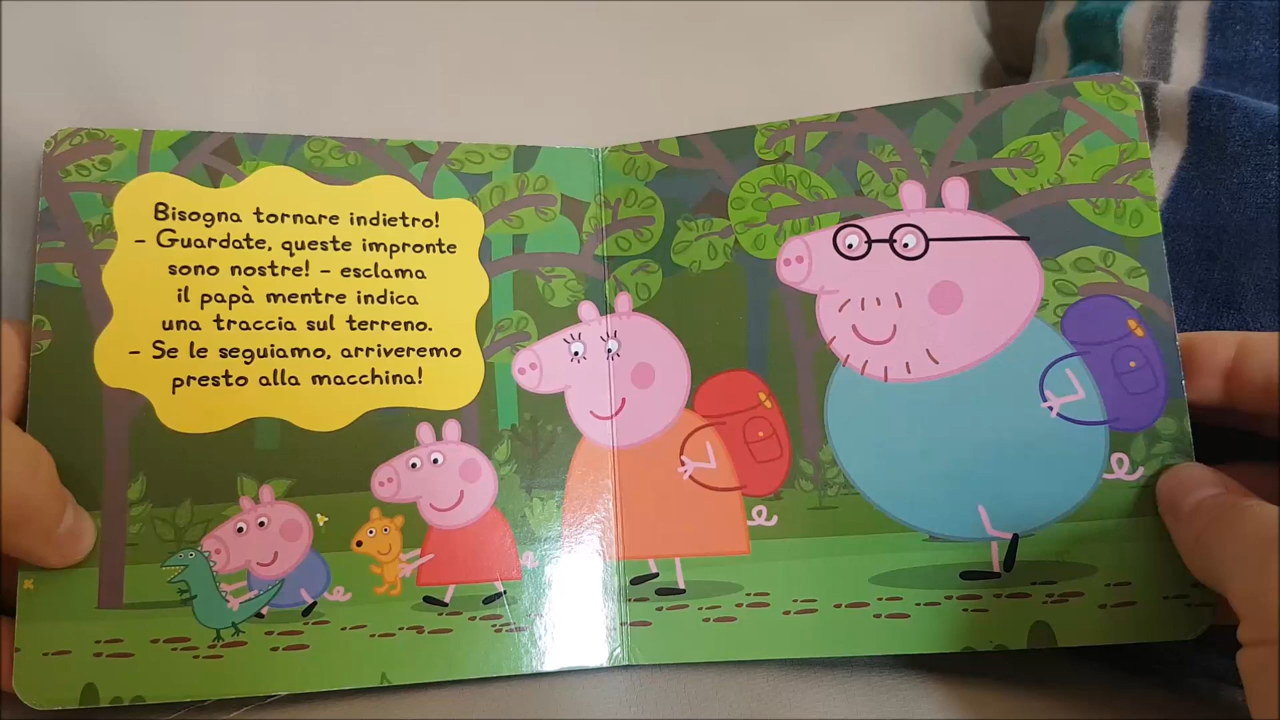 Bisogna tornare indietro!
– Guardate, queste impronte
sono nostre! – esclama
il papà mentre indica
una traccia sul terreno.
– Se le seguiamo, arriveremo
presto alla macchina!